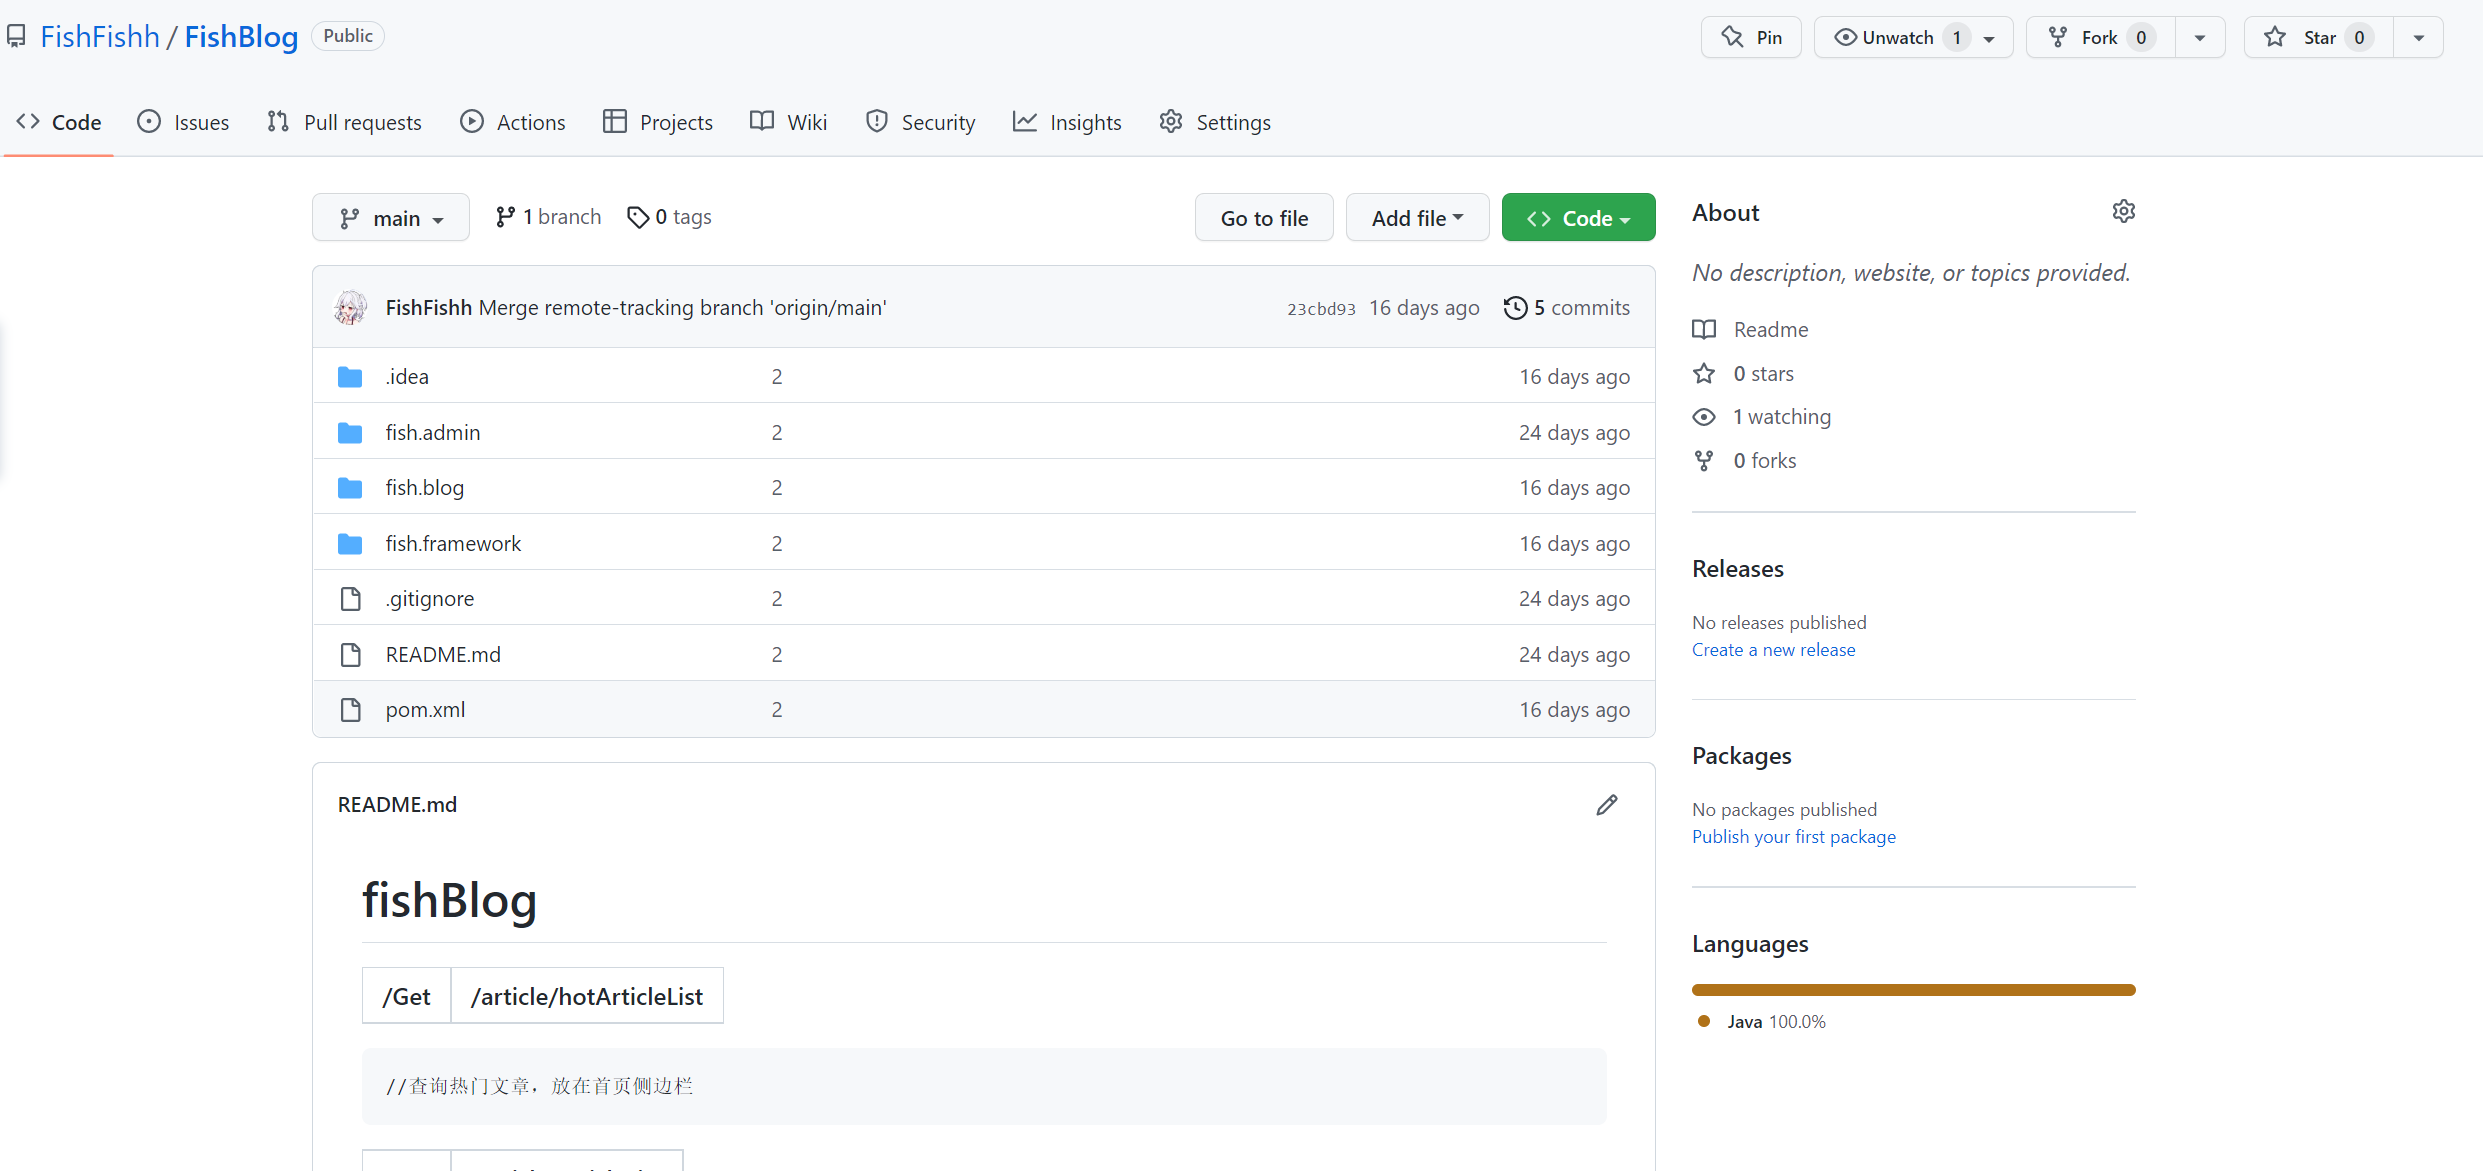 FishFishh / FishBlog Public
Pin
Unwatch 1
Fork 0
Star 0
Code
Issues
Pull requests
Actions
Projects
Wiki
Security
Insights
Settings
main
1 branch
0 tags
Go to file
Add file
Code
FishFishh Merge remote-tracking branch 'origin/main'
23cbd93 16 days ago
5 commits
.idea 2 16 days ago
fish.admin 2 24 days ago
fish.blog 2 16 days ago
fish.framework 2 16 days ago
.gitignore 2 24 days ago
README.md 2 24 days ago
pom.xml 2 16 days ago
README.md
fishBlog
/Get /article/hotArticleList
//查询热门文章，放在首页侧边栏
About
No description, website, or topics provided.
Readme
0 stars
1 watching
0 forks
Releases
No releases published
Create a new release
Packages
No packages published
Publish your first package
Languages
Java 100.0%